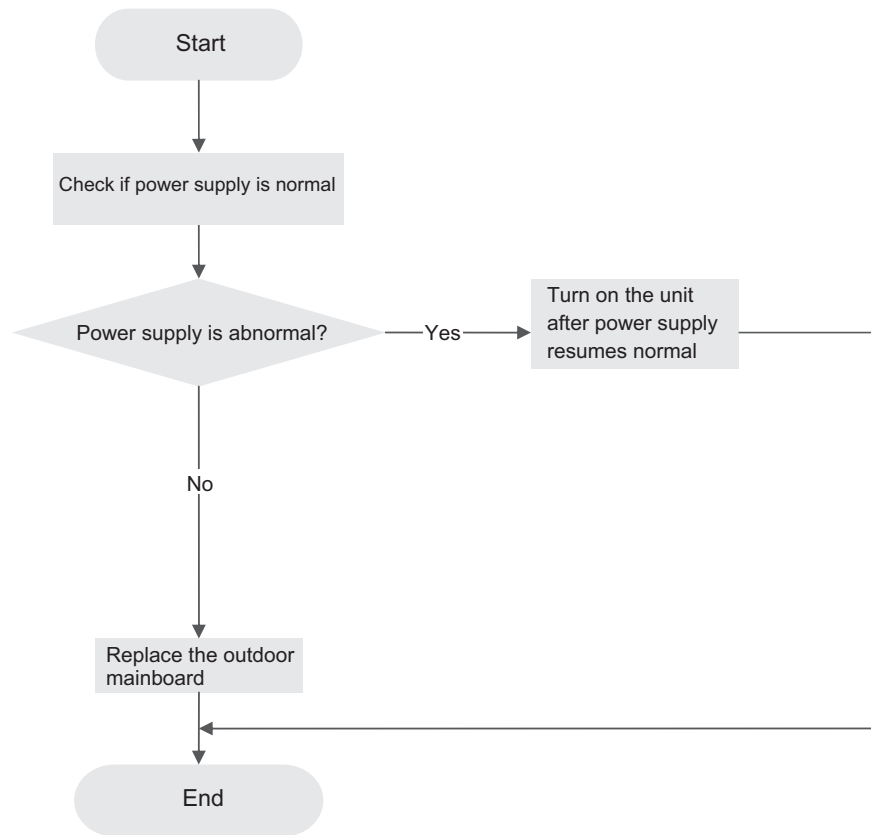 Start
Check if power supply is normal
Power supply is abnormal?
Yes
Turn on the unit
after power supply
resumes normal
No
Replace the outdoor
mainboard
End